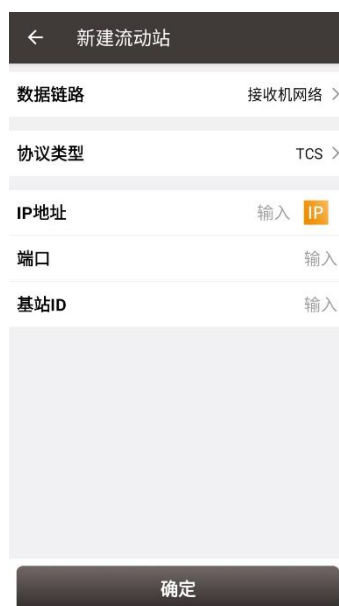 新建流动站
数据链路 接收机网络
协议类型 TCS
IP地址 输入 IP
端口 输入
基站ID 输入
确定